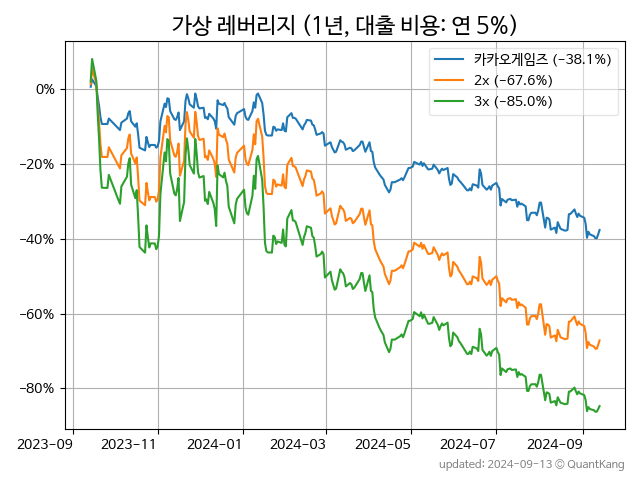 가상 레버리지 (1년, 대출 비용: 연 5%)
카카오게임즈 (−38.1%)
2x (−67.6%)
3x (−85.0%)
0%
−20%
−40%
−60%
−80%
2023-09 2023-11 2024-01 2024-03 2024-05 2024-07 2024-09
updated: 2024-09-13 © QuantKang